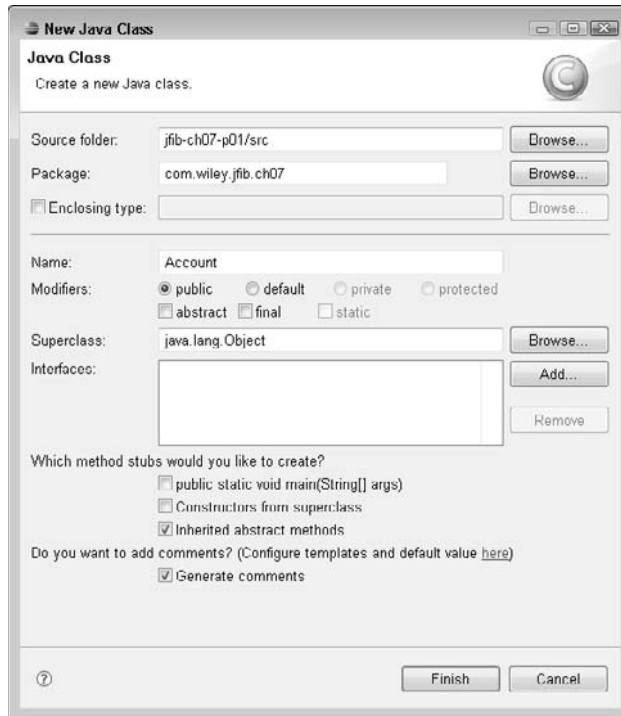 New Java Class
Java Class
Create a new Java class.
Source folder: jfib-ch07-p01/src Browse...
Package: com.wiley.jfib.ch07 Browse...
Enclosing type: Browse...
Name: Account
Modifiers: public default private protected
abstract final static
Superclass: java.lang.Object Browse...
Interfaces: Add...
Remove
Which method stubs would you like to create?
public static void main(String[] args)
Constructors from superclass
Inherited abstract methods
Do you want to add comments? (Configure templates and default value here)
Generate comments
? Finish Cancel